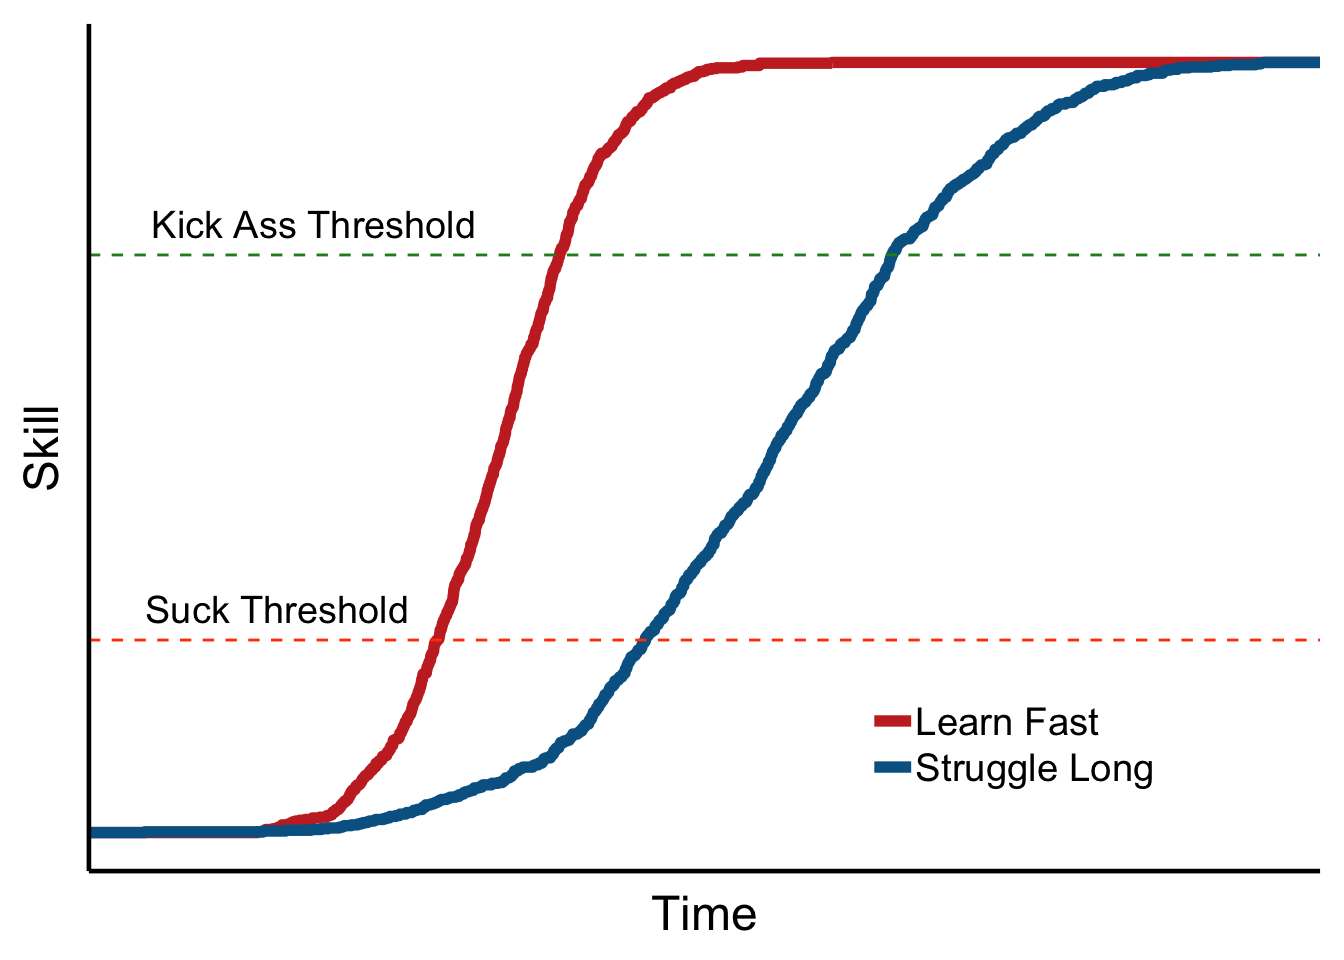 Kick Ass Threshold
Skill
Suck Threshold
Learn Fast
Struggle Long
Time